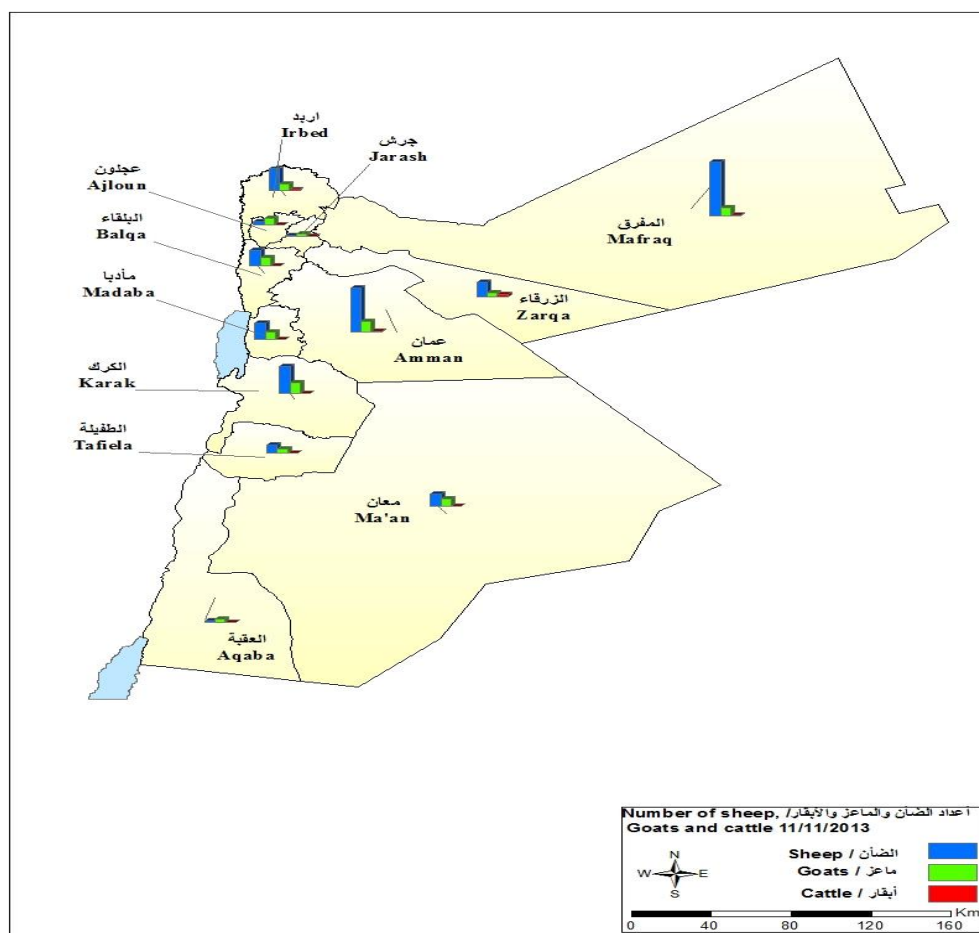 اربد
Irbed
جرش
Jarash
عجلون
Ajloun
البلقاء
Balqa
مأدبا
Madaba
المفرق
Mafraq
الزرقاء
Zarqa
عمان
Amman
الكرك
Karak
الطفيلة
Tafiela
معان
Ma'an
العقبة
Aqaba
Number of sheep, /أعداد الضأن والماعز والأبقار
Goats and cattle 11/11/2013
Sheep / الضأن
Goats / ماعز
Cattle / أبقار
N
W E
S
Km
0 40 80 120 160